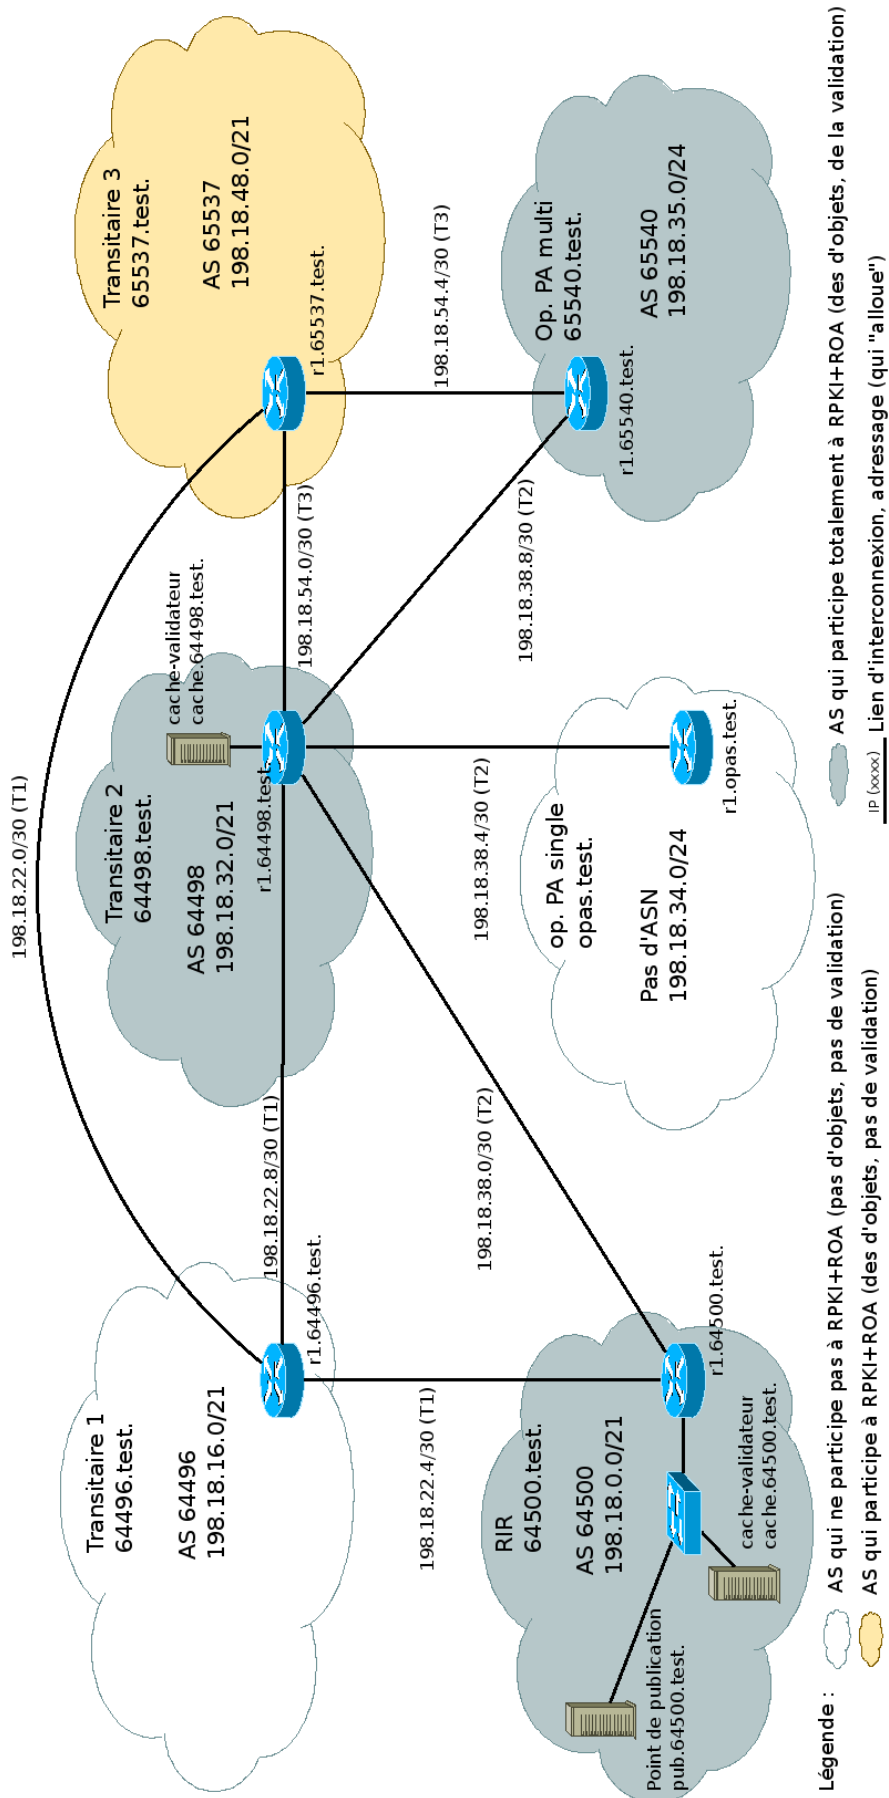 Transitaire 1
64496.test.
AS 64496
198.18.16.0/21
r1.64496.test.
198.18.22.0/30 (T1)
198.18.22.8/30 (T1)
Transitaire 2
64498.test.
AS 64498
198.18.32.0/21
r1.64498.test.
cache-validateur
cache.64498.test.
198.18.54.0/30 (T3)
Transitaire 3
65537.test.
AS 65537
198.18.48.0/21
r1.65537.test.
198.18.22.4/30 (T1)
198.18.38.0/30 (T2)
198.18.38.4/30 (T2)
198.18.38.8/30 (T2)
198.18.54.4/30 (T3)
RIR
64500.test.
AS 64500
198.18.0.0/21
r1.64500.test.
Point de publication
pub.64500.test.
cache-validateur
cache.64500.test.
op. PA single
opas.test.
Pas d'ASN
198.18.34.0/24
r1.opas.test.
Op. PA multi
65540.test.
AS 65540
198.18.35.0/24
r1.65540.test.
Légende :
AS qui ne participe pas à RPKI+ROA (pas d'objets, pas de validation)
AS qui participe à RPKI+ROA (des d'objets, pas de validation)
AS qui participe totalement à RPKI+ROA (des d'objets, de la validation)
IP (xxxx) Lien d'interconnexion, adressage (qui "alloue")